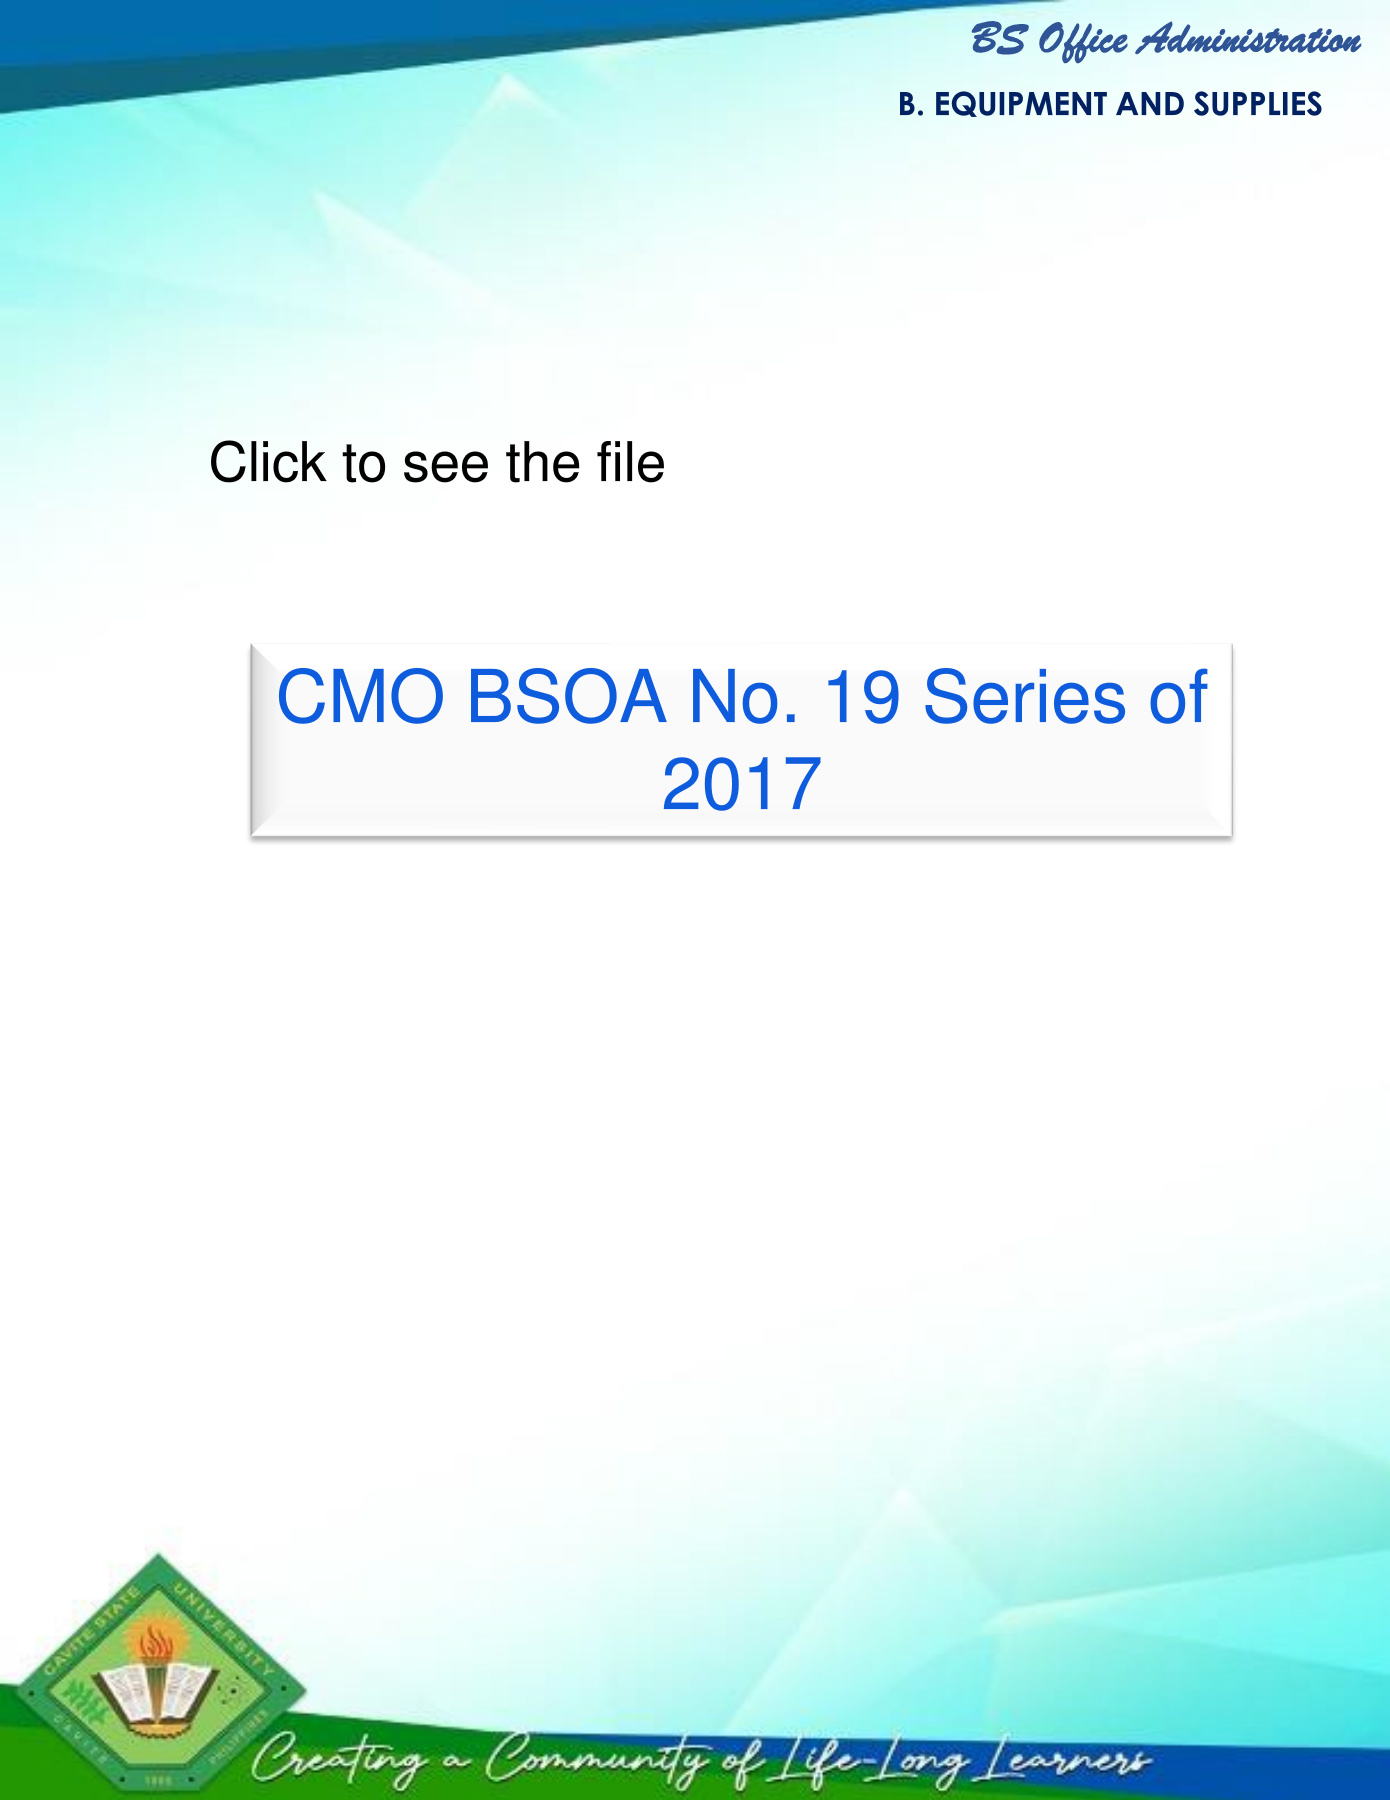 BS Office Administration
B. EQUIPMENT AND SUPPLIES
Click to see the file
CMO BSOA No. 19 Series of
2017
CAVITE STATE UNIVERSITY
CAVITE PHILIPPINES
Creating a Community of Life-Long Learners